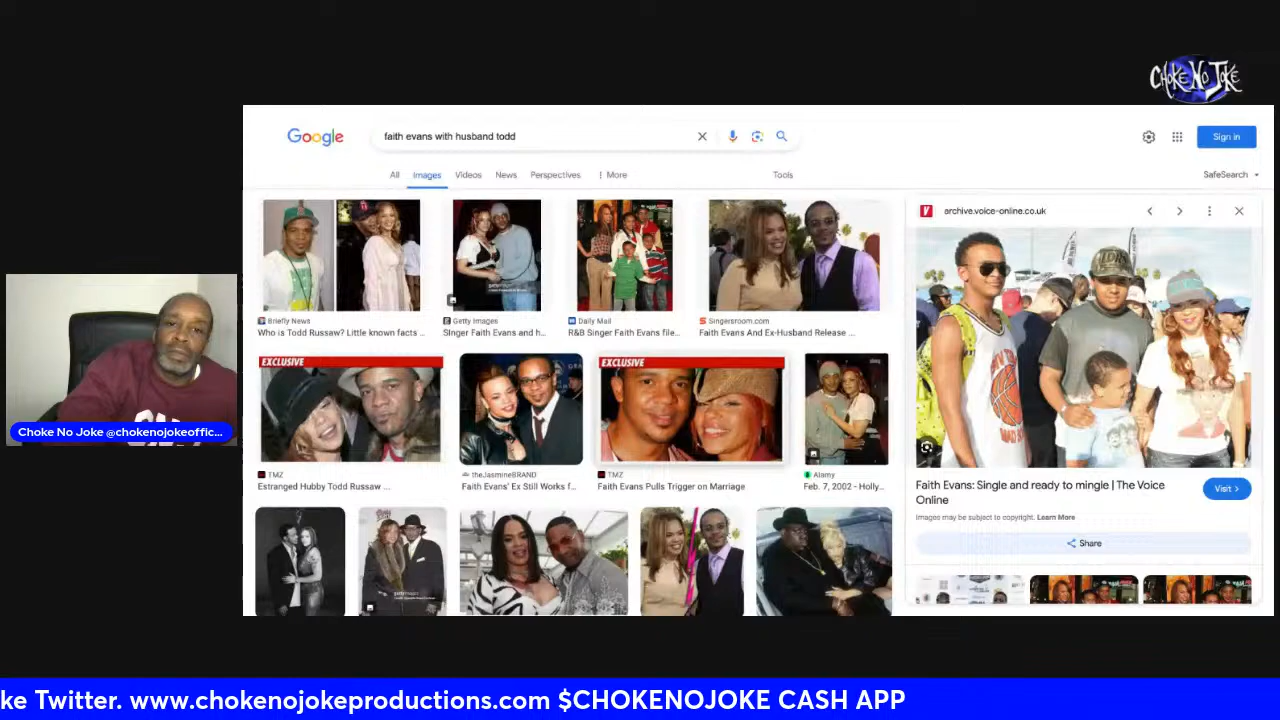 CHOKE NO JOKE
Google
faith evans with husband todd
Sign in
All Images Videos News Perspectives More Tools
SafeSearch
archive.voice-online.co.uk
Briefly News
Who is Todd Russaw? Little known facts ...
Getty Images
Singer Faith Evans and h...
Daily Mail
R&B Singer Faith Evans file...
Singersroom.com
Faith Evans And Ex-Husband Release ...
EXCLUSIVE
EXCLUSIVE
TMZ
Estranged Hubby Todd Russaw ...
theJasmineBRAND
Faith Evans' Ex Still Works f...
TMZ
Faith Evans Pulls Trigger on Marriage
Alamy
Feb. 7, 2002 - Holly...
Faith Evans: Single and ready to mingle | The Voice
Online
Visit
Images may be subject to copyright. Learn More
Share
Choke No Joke @chokenojokeoffic...
ke Twitter. www.chokenojokeproductions.com $CHOKENOJOKE CASH APP